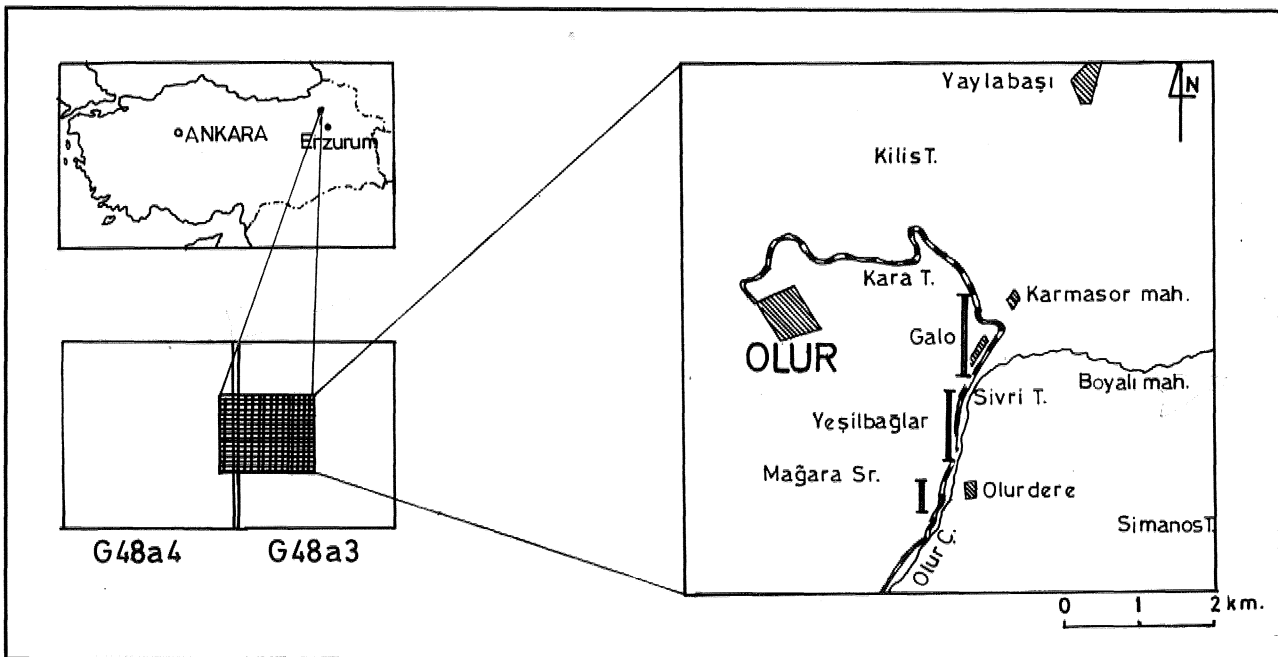 ANKARA
Erzurum
G48a4
G48a3
Yaylabaşı
N
Kilis T.
Kara T.
Karmasor mah.
Galo
OLUR
Boyalı mah.
Sivri T.
Yeşilbağlar
Mağara Sr.
Olurdere
Simanos T.
Olur Ç.
0 1 2 km.